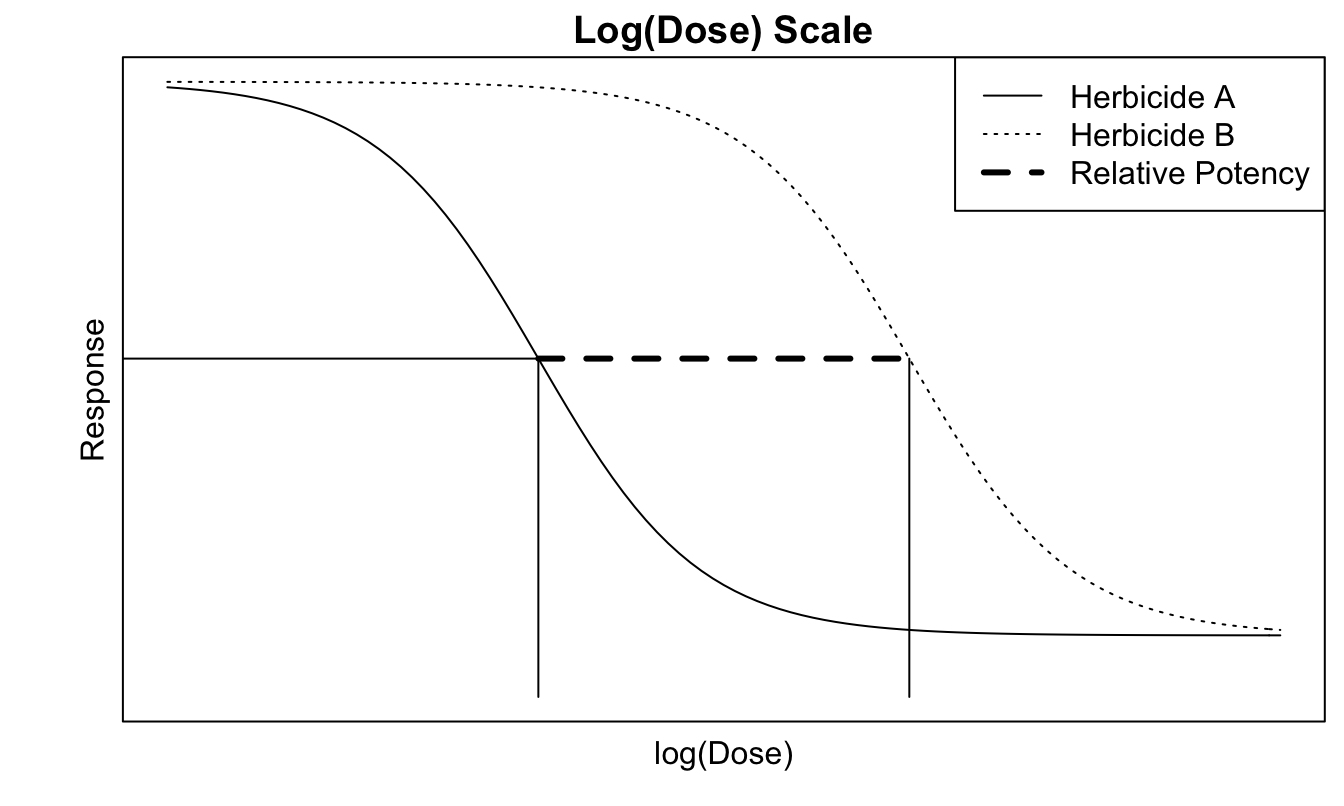 Log(Dose) Scale
Herbicide A
Herbicide B
Relative Potency
Response
log(Dose)